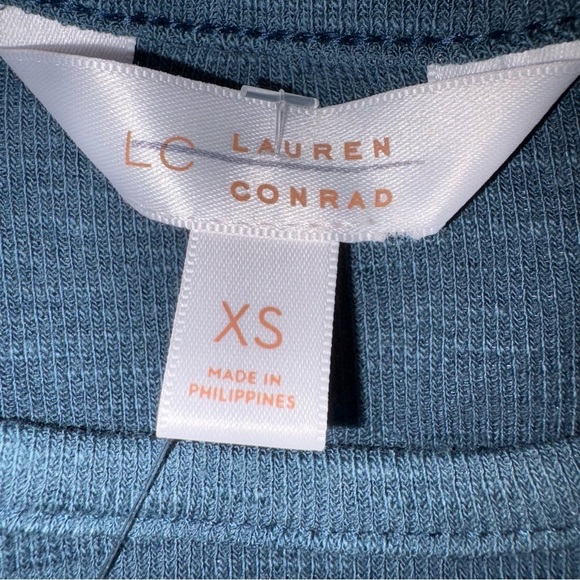 LC LAUREN
CONRAD
XS
MADE IN
PHILIPPINES